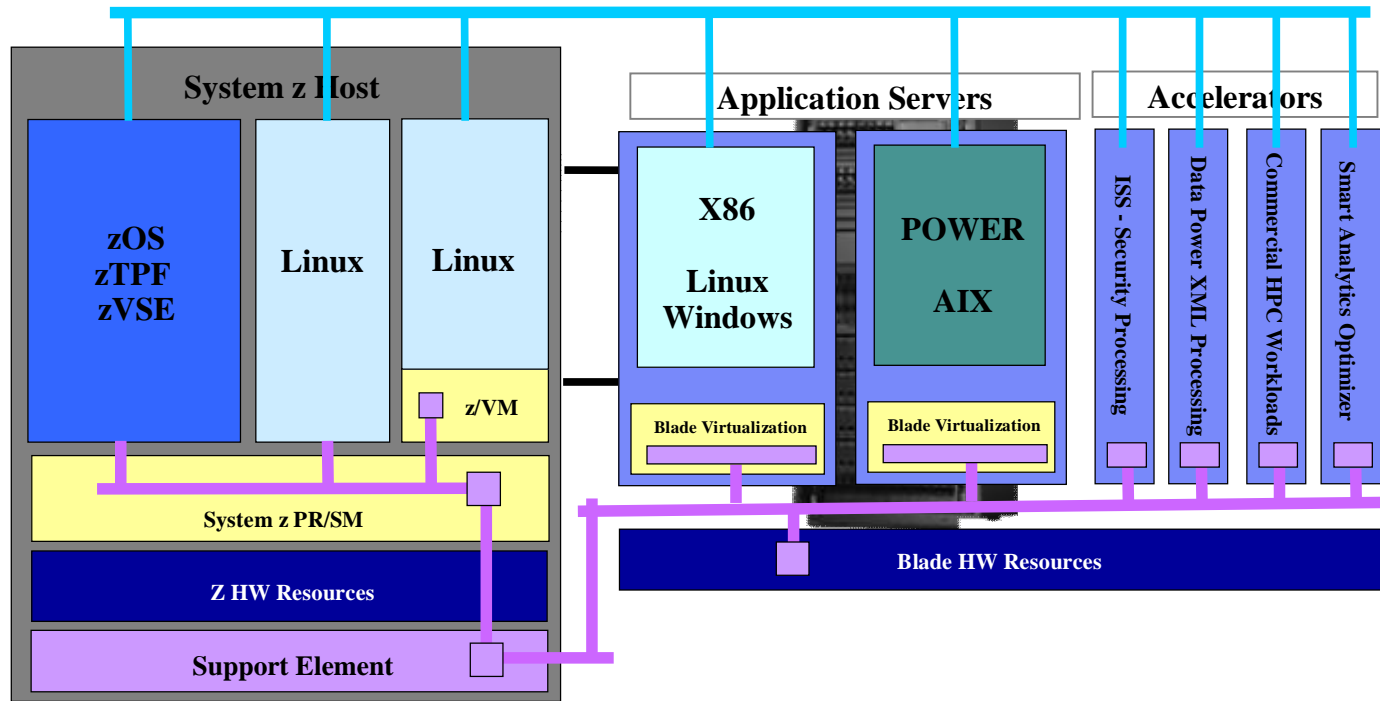 System z Host
zOS
zTPF
zVSE
Linux
Linux
z/VM
System z PR/SM
Z HW Resources
Support Element
Application Servers
X86
Linux
Windows
Blade Virtualization
POWER
AIX
Blade Virtualization
Accelerators
ISS - Security Processing
Data Power XML Processing
Commercial HPC Workloads
Smart Analytics Optimizer
Blade HW Resources